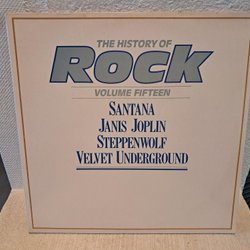 THE HISTORY OF
Rock
VOLUME FIFTEEN
SANTANA
JANIS JOPLIN
STEPPENWOLF
VELVET UNDERGROUND